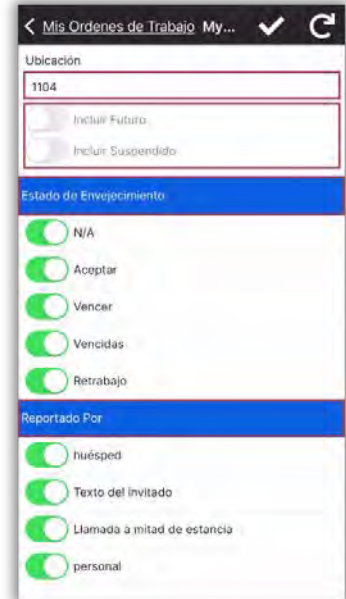 Mis Ordenes de Trabajo My...
Ubicación
1104
Incluir Futuro
Incluir Suspendido
Estado de Envejecimiento
N/A
Aceptar
Vencer
Vencidas
Retrabajo
Reportado Por
huésped
Texto del Invitado
Llamada a mitad de estancia
personal